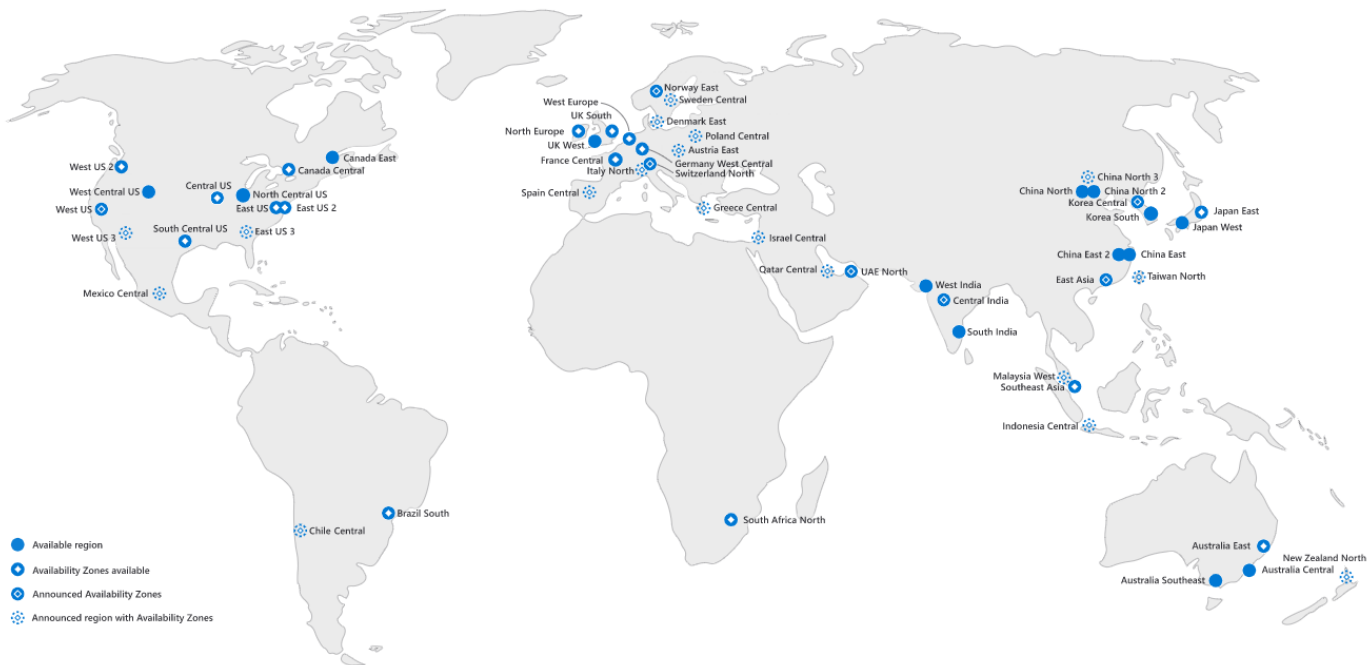 Norway East
Sweden Central
West Europe
UK South
Denmark East
North Europe
Poland Central
UK West
Austria East
France Central
Germany West Central
Italy North
Switzerland North
Spain Central
Greece Central
Israel Central
Qatar Central
UAE North
Canada East
West US 2
Canada Central
Central US
West Central US
North Central US
West US
East US
East US 2
South Central US
West US 3
East US 3
Mexico Central
China North 3
China North
China North 2
Korea Central
Korea South
Japan East
Japan West
China East 2
China East
East Asia
Taiwan North
West India
Central India
South India
Malaysia West
Southeast Asia
Indonesia Central
Brazil South
Chile Central
South Africa North
Australia East
New Zealand North
Australia Central
Australia Southeast
Available region
Availability Zones available
Announced Availability Zones
Announced region with Availability Zones